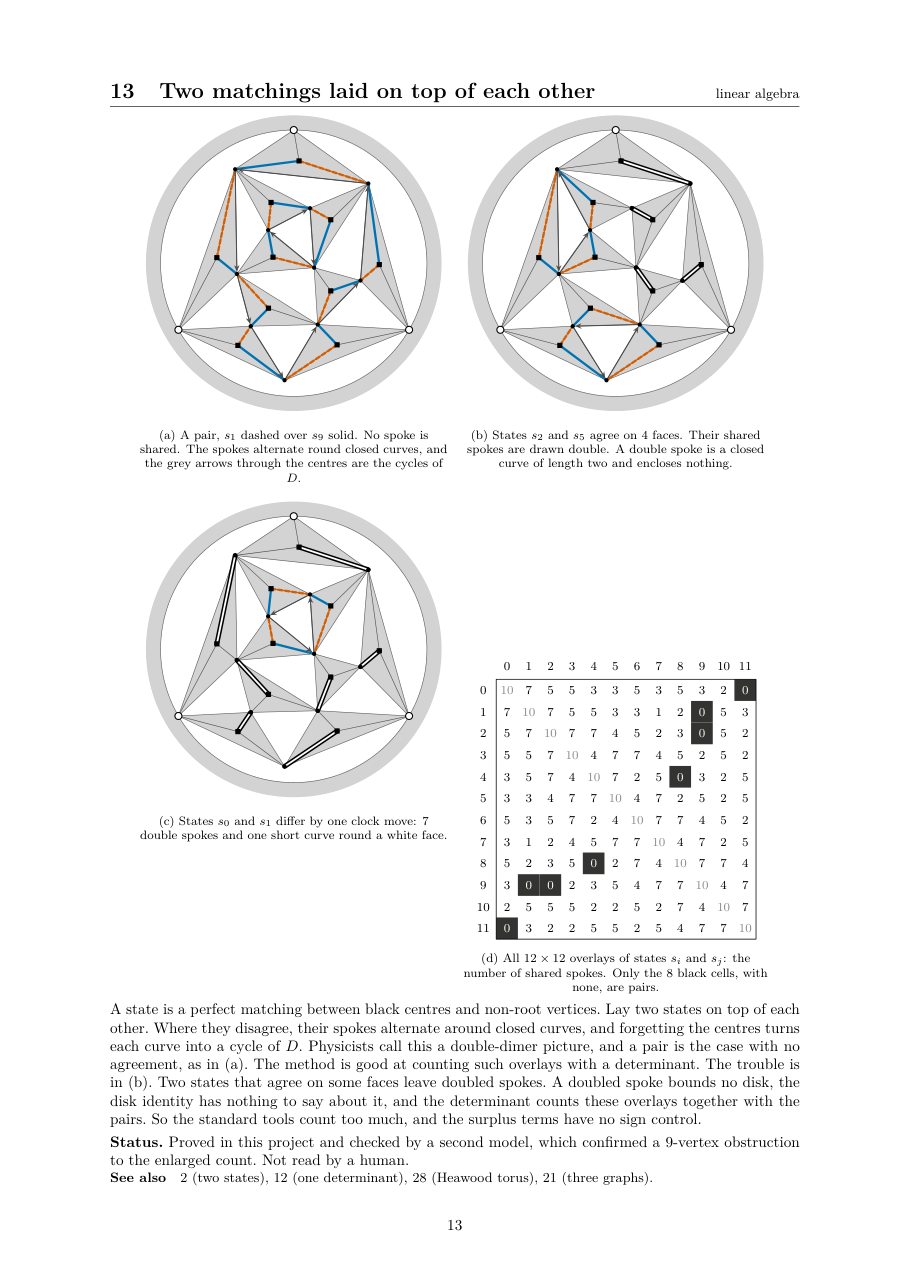 13 Two matchings laid on top of each other linear algebra
(a) A pair, s₁ dashed over s₉ solid. No spoke is
shared. The spokes alternate round closed curves, and
the grey arrows through the centres are the cycles of
D.
(b) States s₂ and s₅ agree on 4 faces. Their shared
spokes are drawn double. A double spoke is a closed
curve of length two and encloses nothing.
(c) States s₀ and s₁ differ by one clock move: 7
double spokes and one short curve round a white face.
0 1 2 3 4 5 6 7 8 9 10 11
0 10 7 5 5 3 3 5 3 5 3 2 0
1 7 10 7 5 5 3 3 1 2 0 5 3
2 5 7 10 7 7 4 5 2 3 0 5 2
3 5 5 7 10 4 7 7 4 5 2 5 2
4 3 5 7 4 10 7 2 5 0 3 2 5
5 3 3 4 7 7 10 4 7 2 5 2 5
6 5 3 5 7 2 4 10 7 7 4 5 2
7 3 1 2 4 5 7 7 10 4 7 2 5
8 5 2 3 5 0 2 7 4 10 7 7 4
9 3 0 0 2 3 5 4 7 7 10 4 7
10 2 5 5 5 2 2 5 2 7 4 10 7
11 0 3 2 2 5 5 2 5 4 7 7 10
(d) All 12 × 12 overlays of states sᵢ and sⱼ: the
number of shared spokes. Only the 8 black cells, with
none, are pairs.
A state is a perfect matching between black centres and non-root vertices. Lay two states on top of each
other. Where they disagree, their spokes alternate around closed curves, and forgetting the centres turns
each curve into a cycle of D. Physicists call this a double-dimer picture, and a pair is the case with no
agreement, as in (a). The method is good at counting such overlays with a determinant. The trouble is
in (b). Two states that agree on some faces leave doubled spokes. A doubled spoke bounds no disk, the
disk identity has nothing to say about it, and the determinant counts these overlays together with the
pairs. So the standard tools count too much, and the surplus terms have no sign control.
Status. Proved in this project and checked by a second model, which confirmed a 9-vertex obstruction
to the enlarged count. Not read by a human.
See also 2 (two states), 12 (one determinant), 28 (Heawood torus), 21 (three graphs).
13